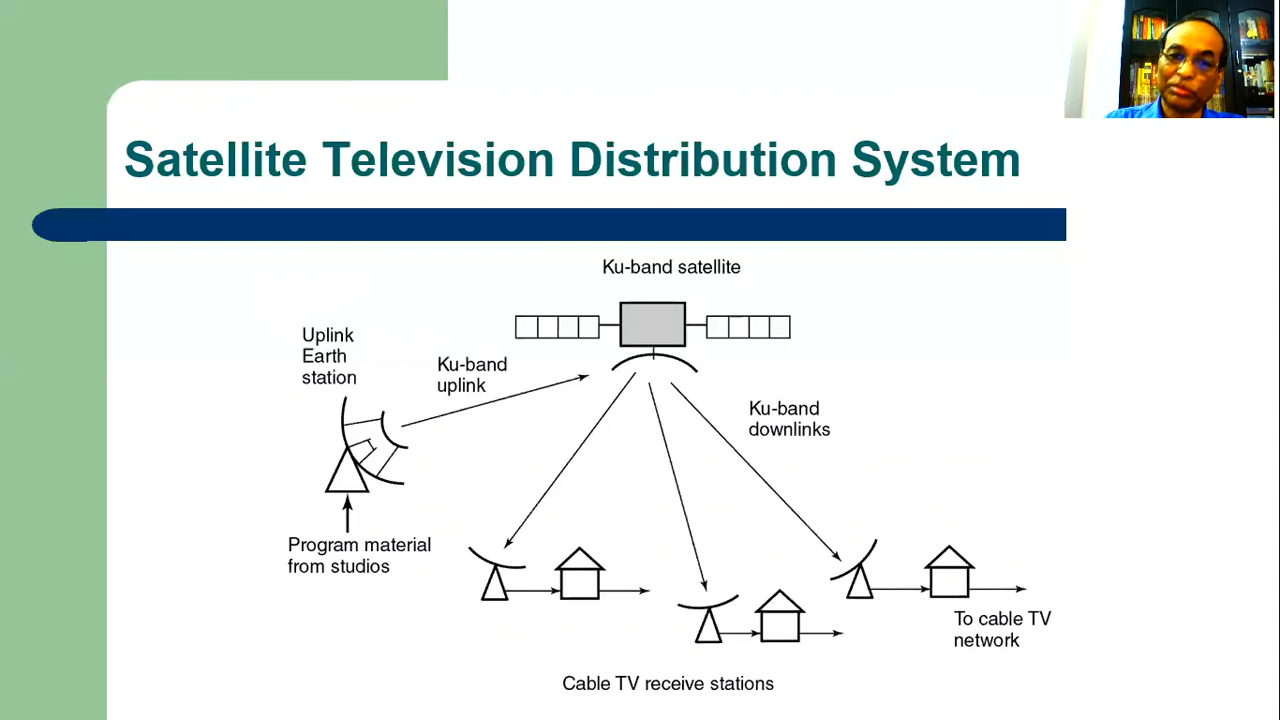 Satellite Television Distribution System
Ku-band satellite
Uplink
Earth
station
Ku-band
uplink
Ku-band
downlinks
Program material
from studios
To cable TV
network
Cable TV receive stations